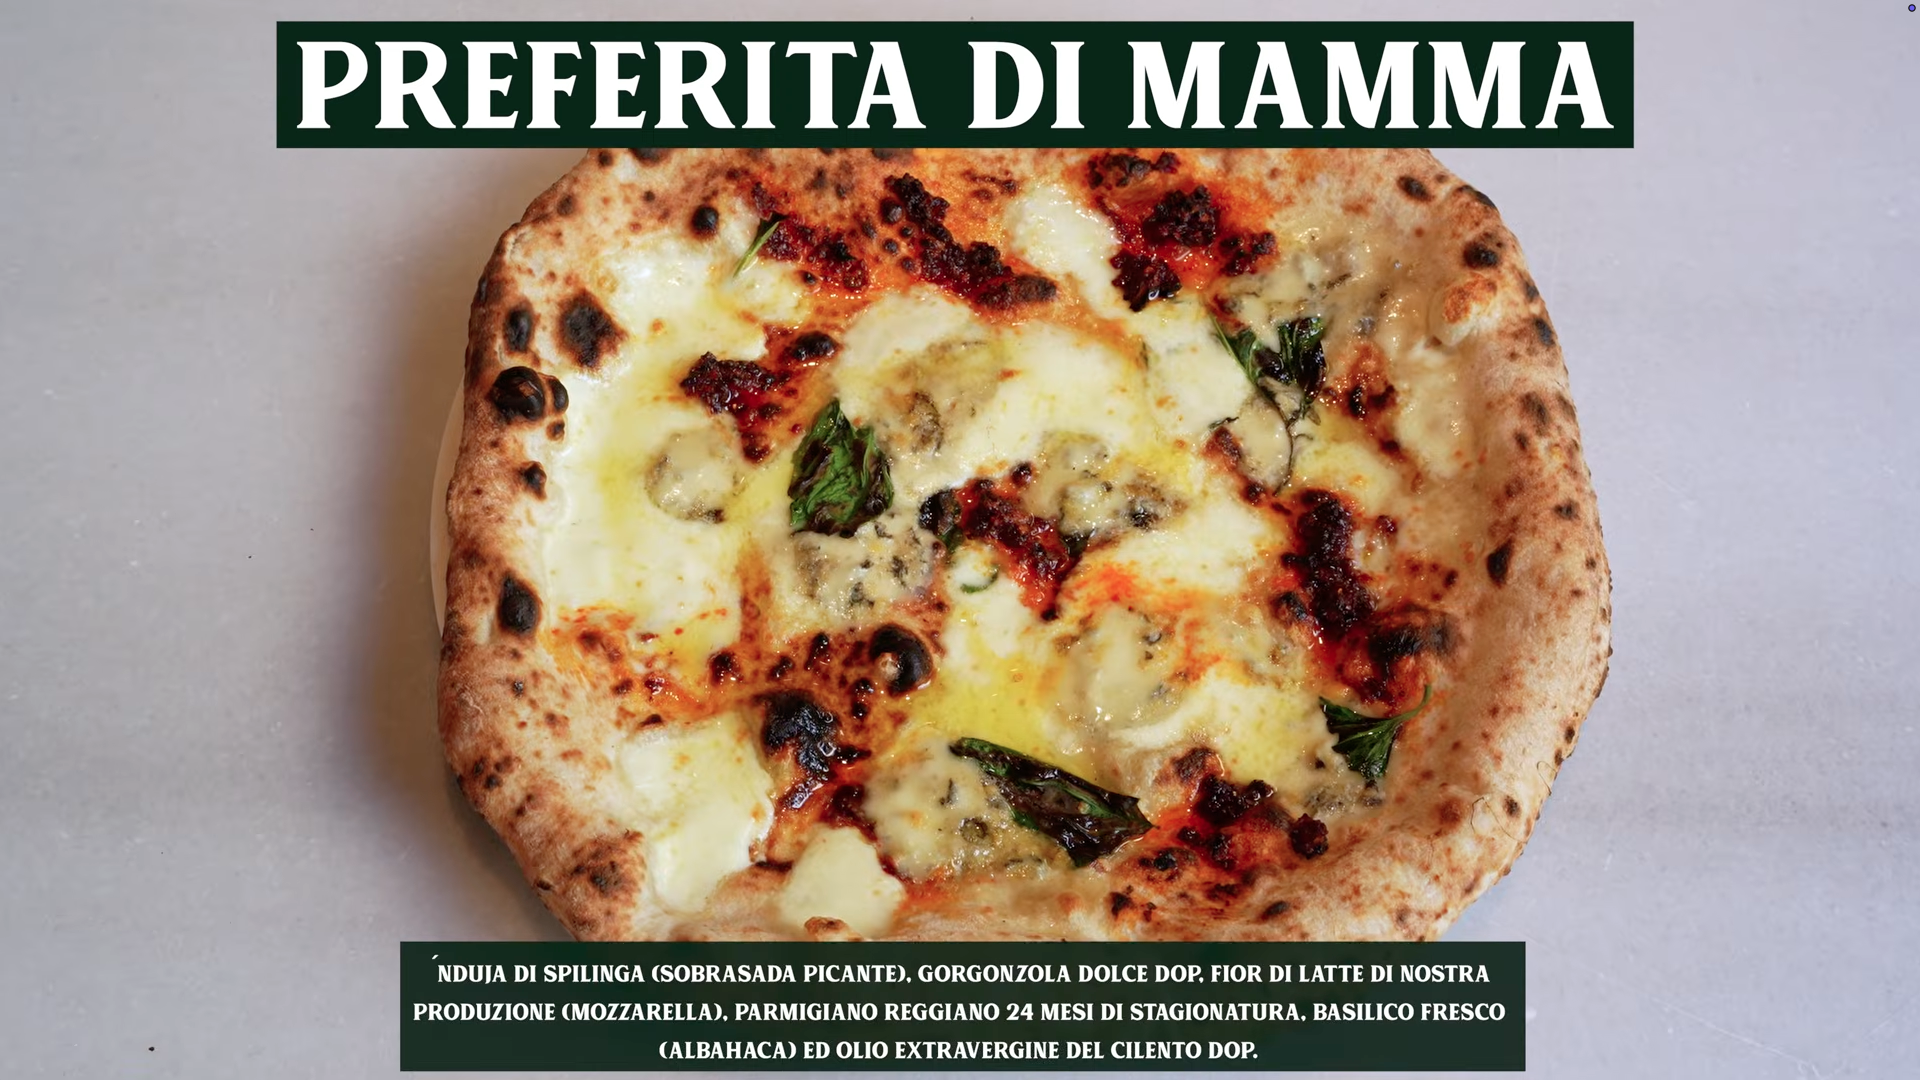 PREFERITA DI MAMMA
´NDUJA DI SPILINGA (SOBRASADA PICANTE), GORGONZOLA DOLCE DOP, FIOR DI LATTE DI NOSTRA
PRODUZIONE (MOZZARELLA), PARMIGIANO REGGIANO 24 MESI DI STAGIONATURA, BASILICO FRESCO
(ALBAHACA) ED OLIO EXTRAVERGINE DEL CILENTO DOP.